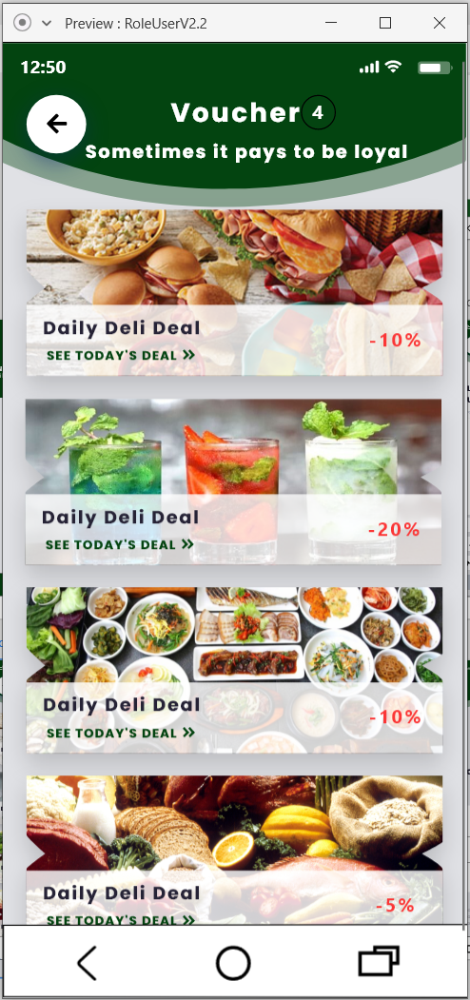 Preview : RoleUserV2.2
12:50
Voucher 4
Sometimes it pays to be loyal
Daily Deli Deal
SEE TODAY'S DEAL »
-10%
Daily Deli Deal
SEE TODAY'S DEAL »
-20%
Daily Deli Deal
SEE TODAY'S DEAL »
-10%
Daily Deli Deal
SEE TODAY'S DEAL »
-5%